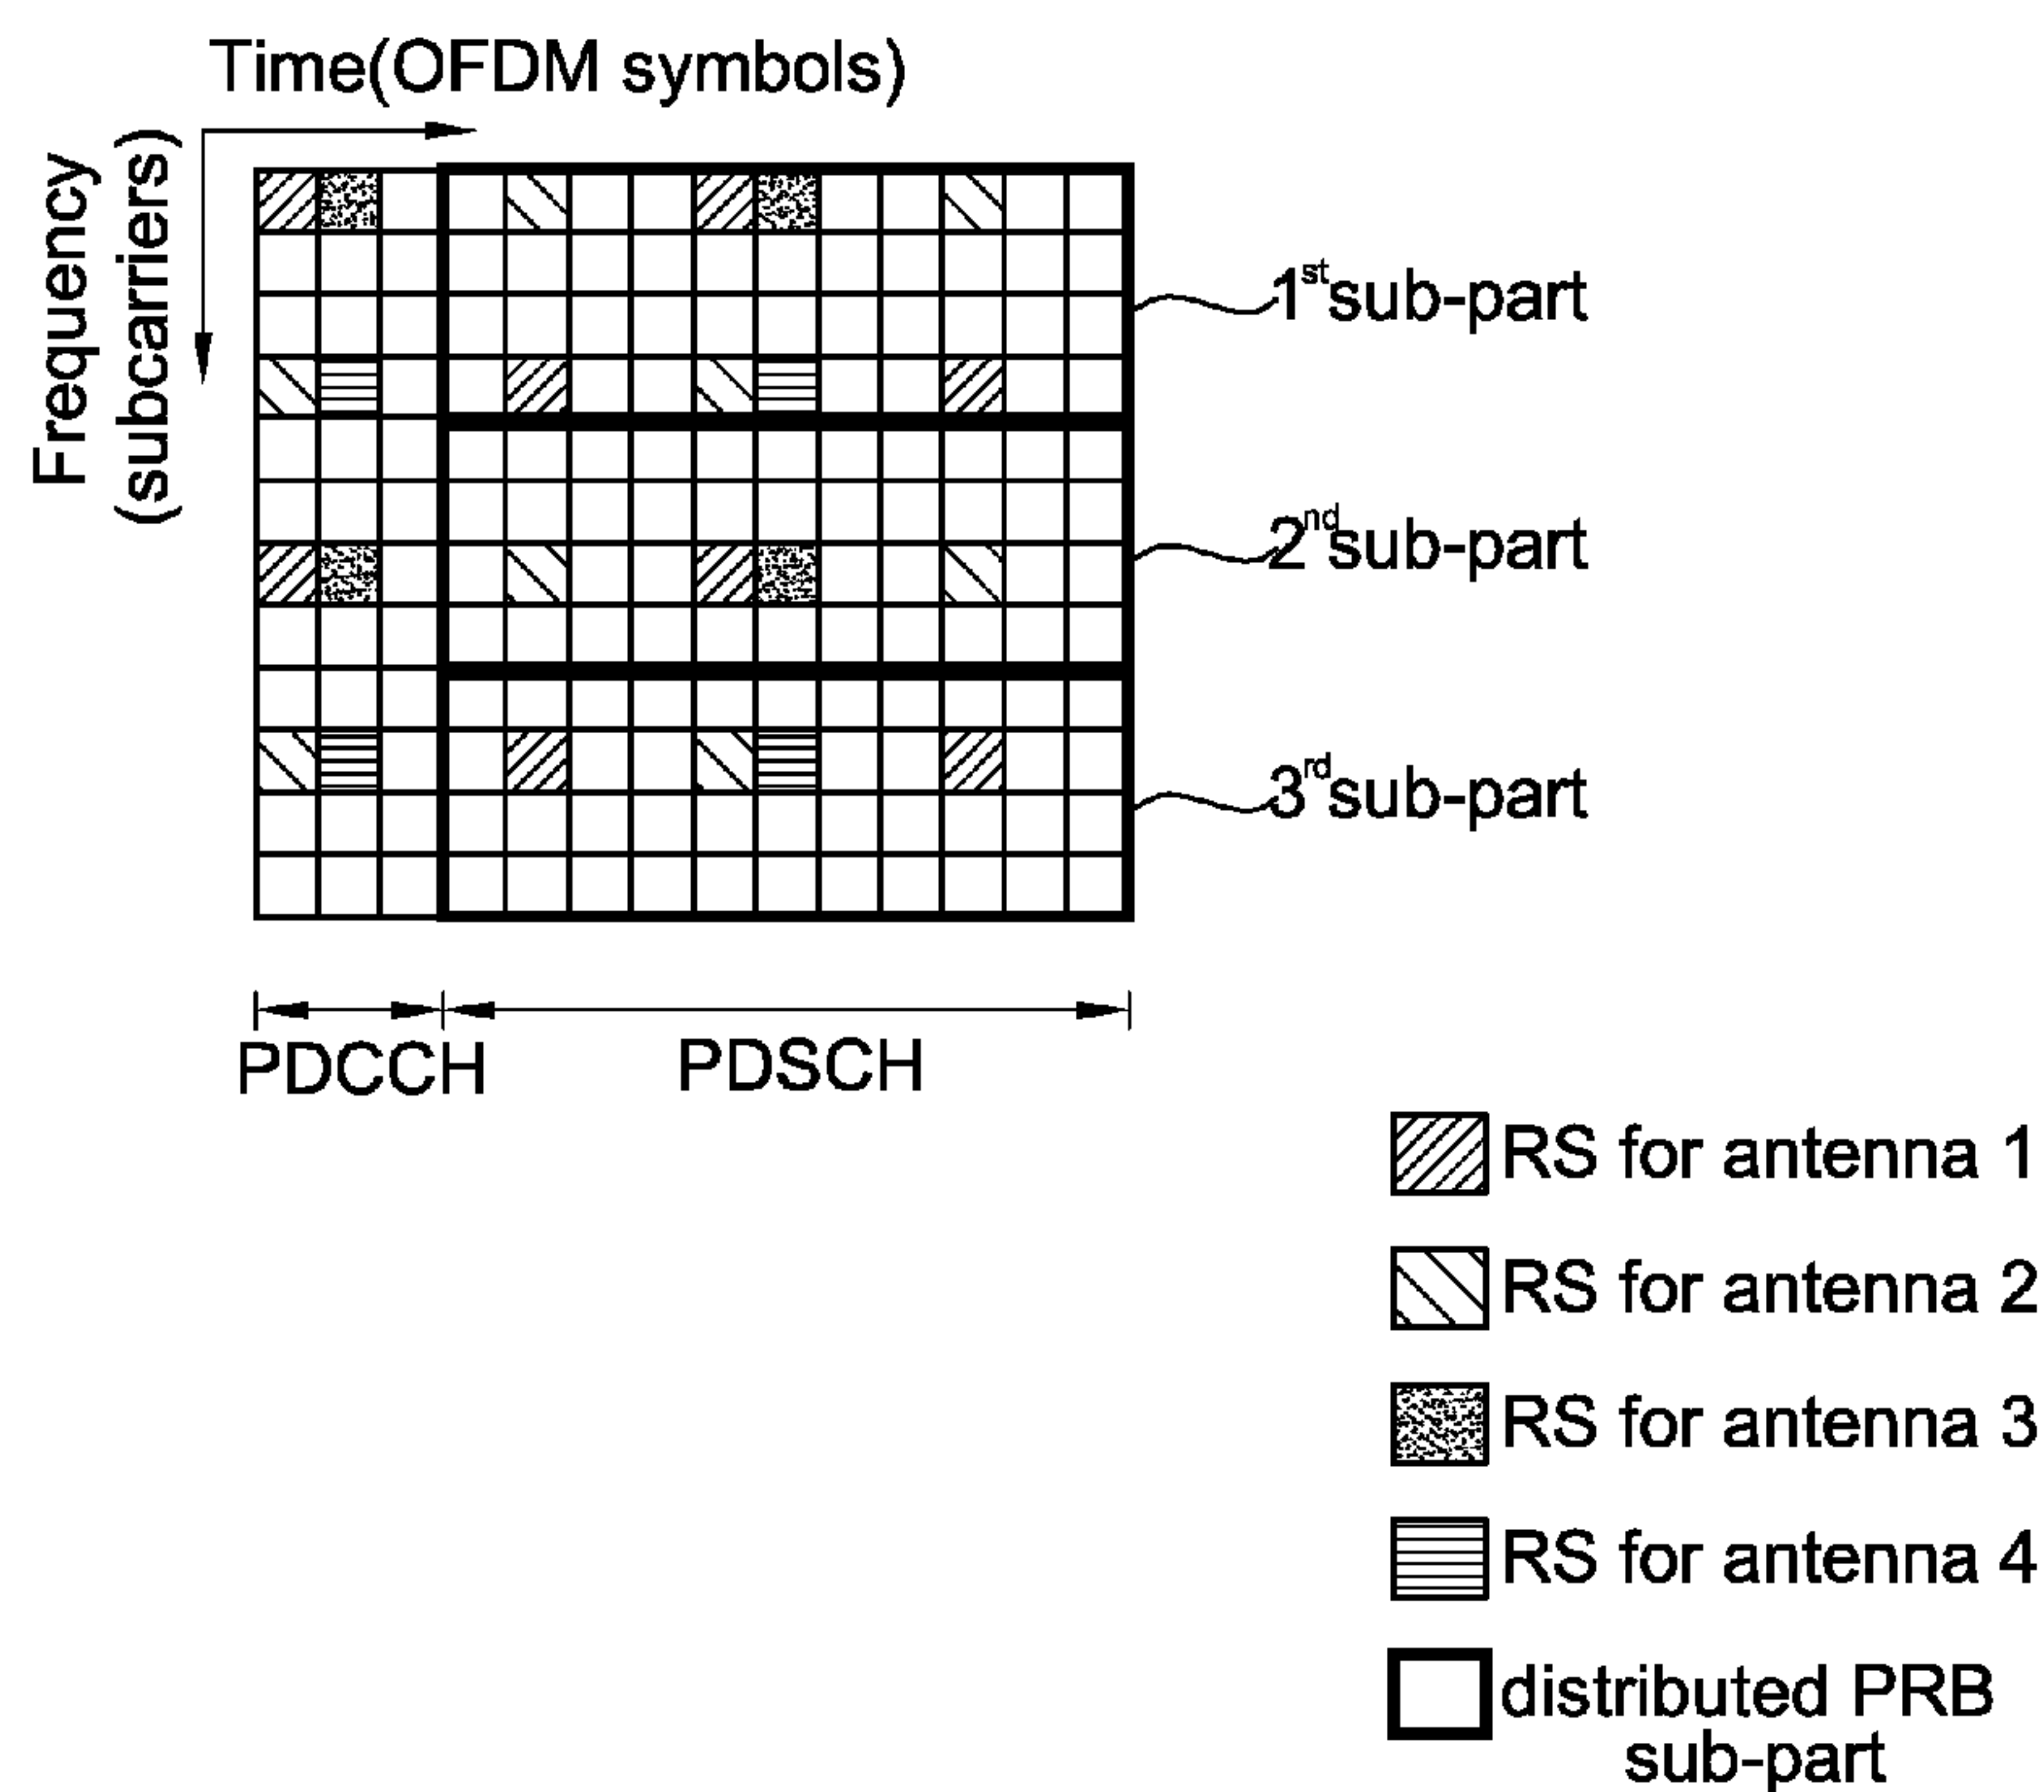 Time(OFDM symbols)
Frequency
(subcarriers)
1st sub-part
2nd sub-part
3rd sub-part
PDCCH
PDSCH
RS for antenna 1
RS for antenna 2
RS for antenna 3
RS for antenna 4
distributed PRB
sub-part